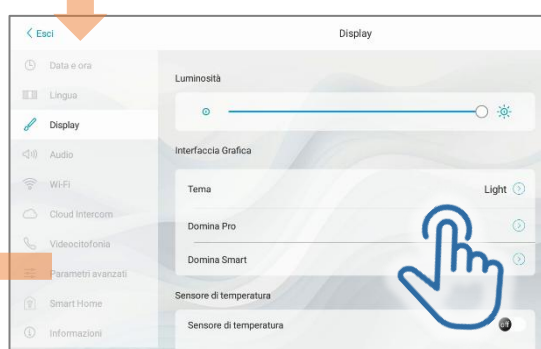 Esci
Display
Data e ora
Lingua
Display
Audio
Wi-Fi
Cloud Intercom
Videocitofonia
Parametri avanzati
Smart Home
Informazioni
Luminosità
Interfaccia Grafica
Tema Light
Domina Pro
Domina Smart
Sensore di temperatura
Sensore di temperatura off